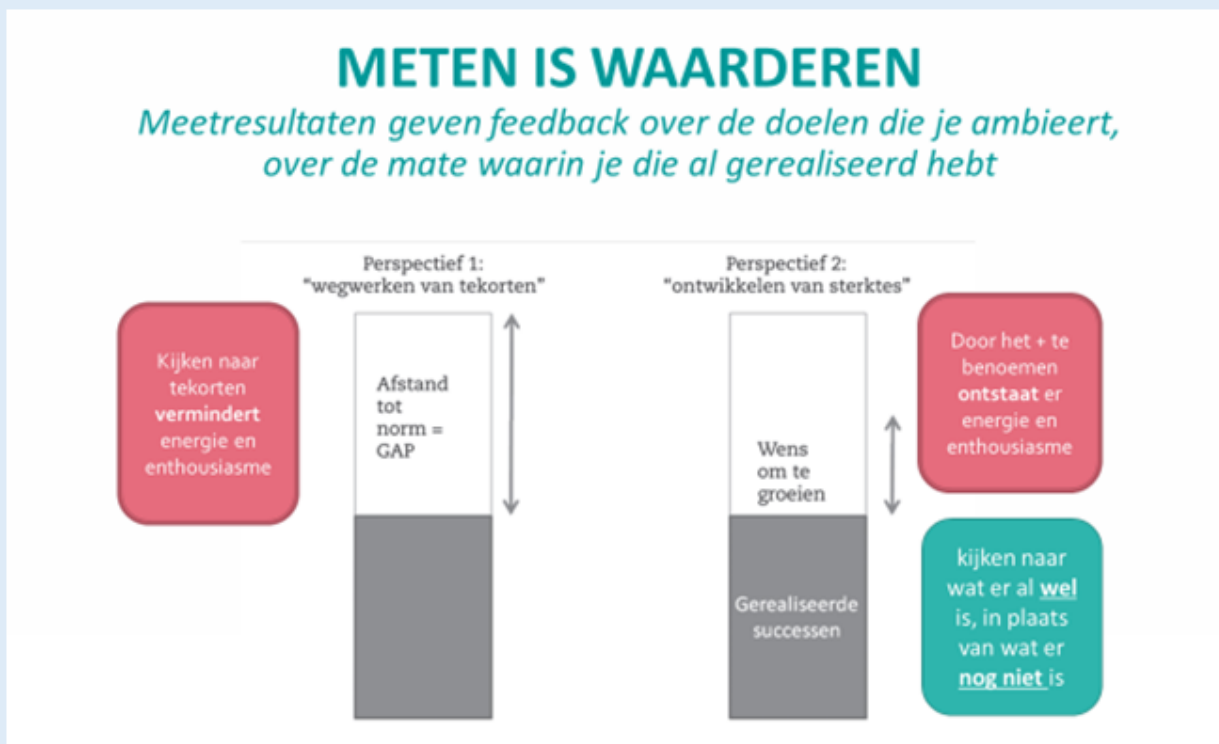 METEN IS WAARDEREN
Meetresultaten geven feedback over de doelen die je ambieert,
over de mate waarin je die al gerealiseerd hebt
Perspectief 1:
"wegwerken van tekorten"
Kijken naar
tekorten
vermindert
energie en
enthousiasme
Afstand
tot
norm =
GAP
Perspectief 2:
"ontwikkelen van sterktes"
Wens
om te
groeien
Gerealiseerde
successen
Door het + te
benoemen
ontstaat er
energie en
enthousiasme
kijken naar
wat er al wel
is, in plaats
van wat er
nog niet is